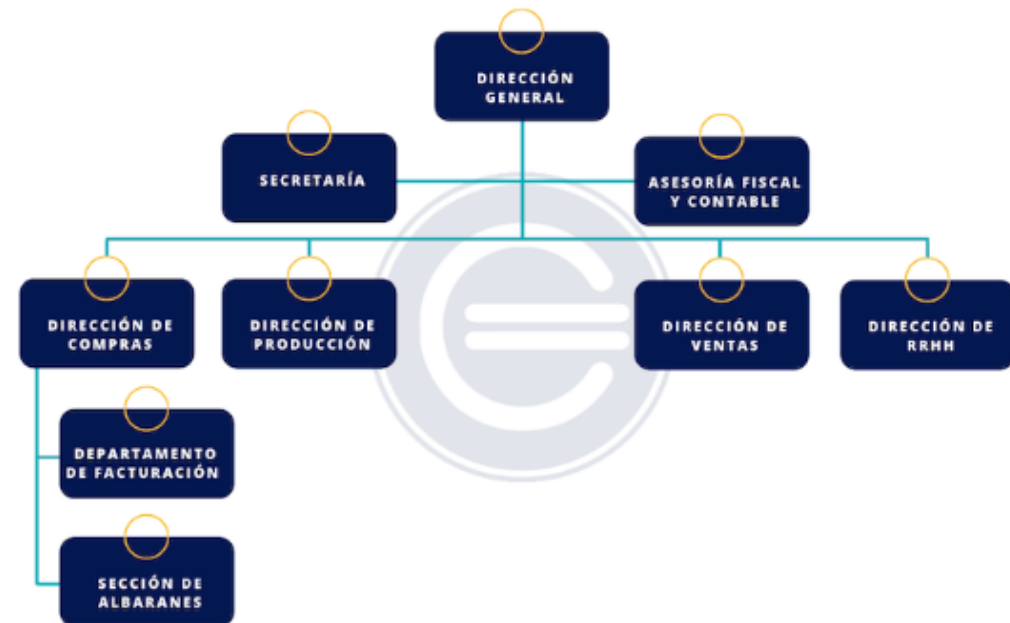 DIRECCIÓN
GENERAL
SECRETARÍA
ASESORÍA FISCAL
Y CONTABLE
DIRECCIÓN DE
COMPRAS
DIRECCIÓN DE
PRODUCCIÓN
DIRECCIÓN DE
VENTAS
DIRECCIÓN DE
RRHH
DEPARTAMENTO
DE FACTURACIÓN
SECCIÓN DE
ALBARANES